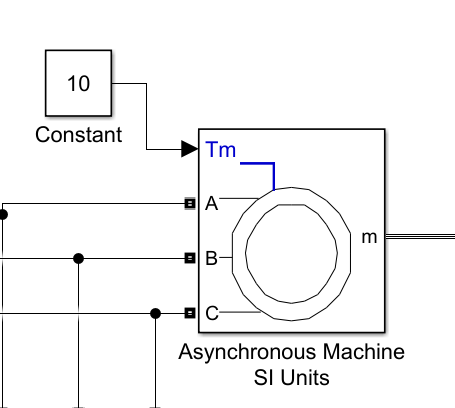 10
Constant
Tm
A
B
C
m
Asynchronous Machine
SI Units